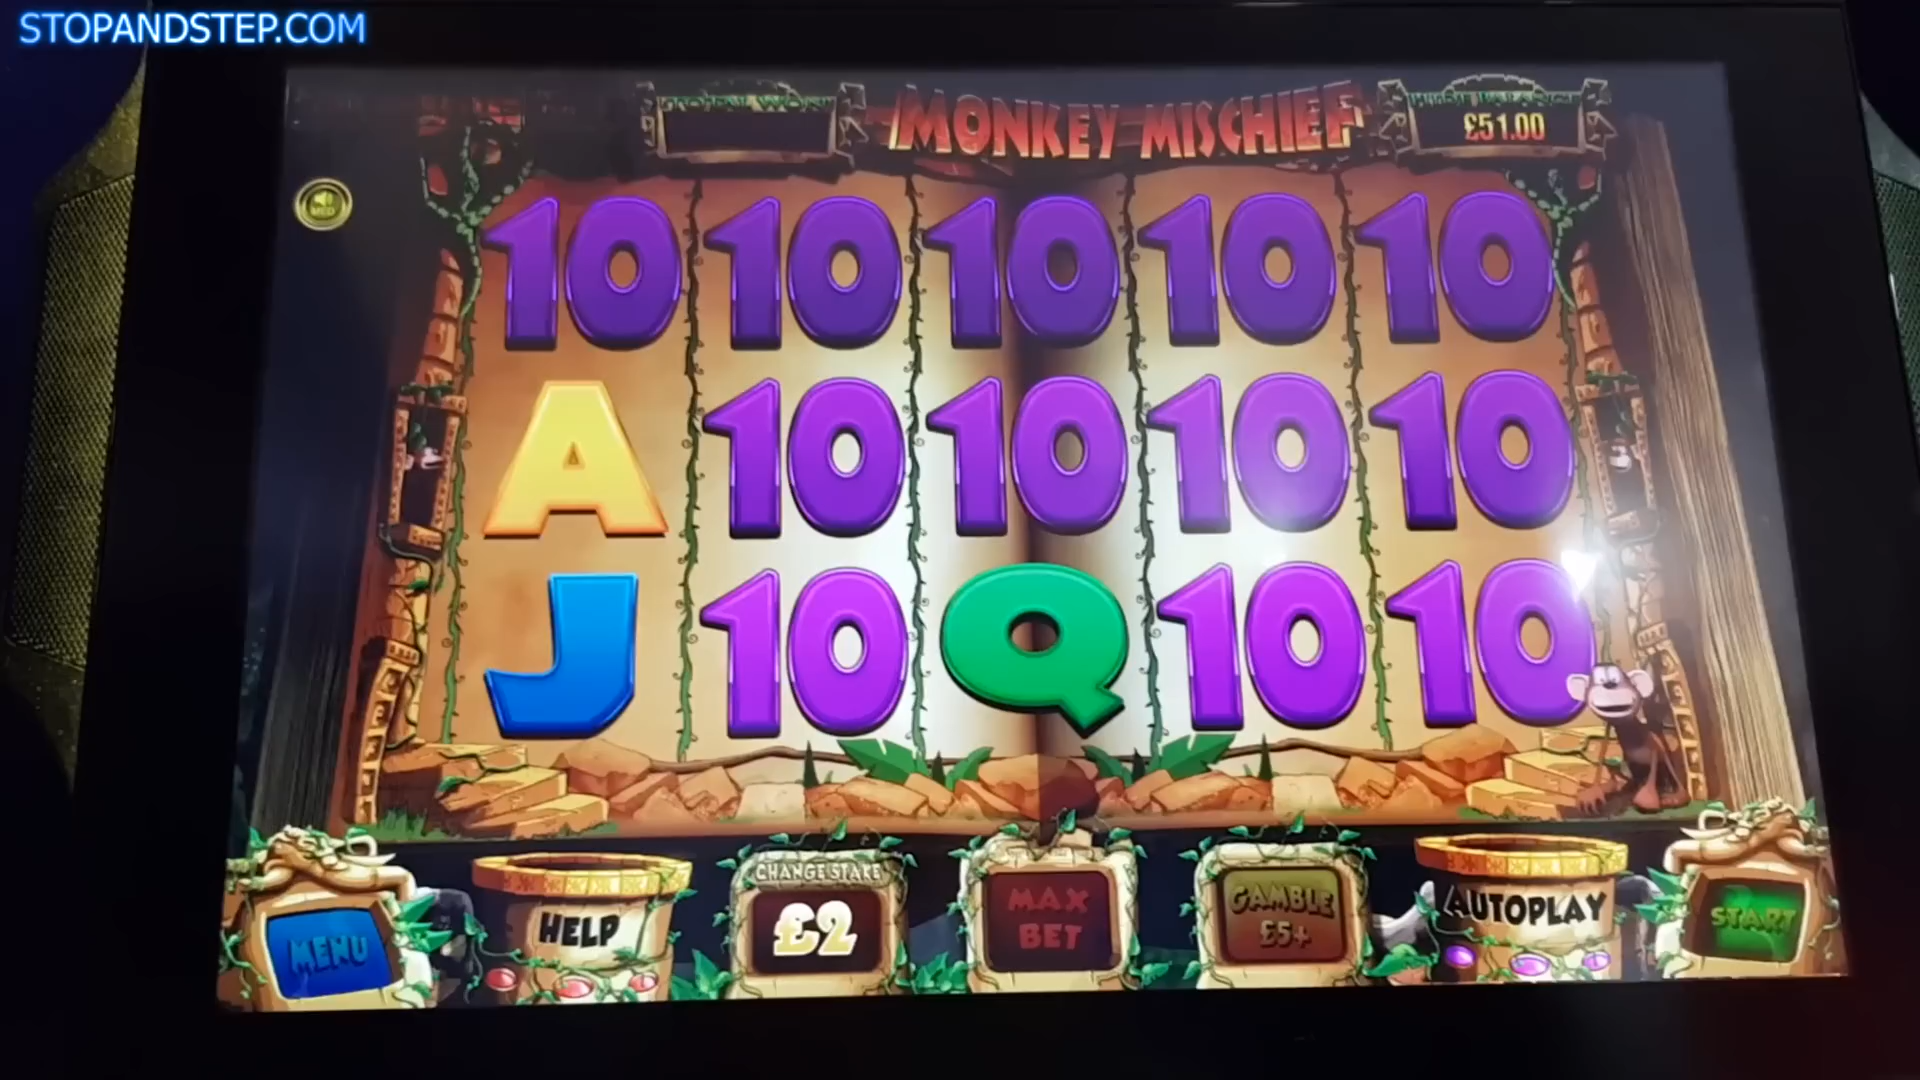 STOPANDSTEP.COM
MONKEY MISCHIEF
£51.00
MED
10 10 10 10 10
A 10 10 10 10
J 10 Q 10 10
MENU
HELP
CHANGE STAKE
£2
MAX
BET
GAMBLE
£5+
AUTOPLAY
START